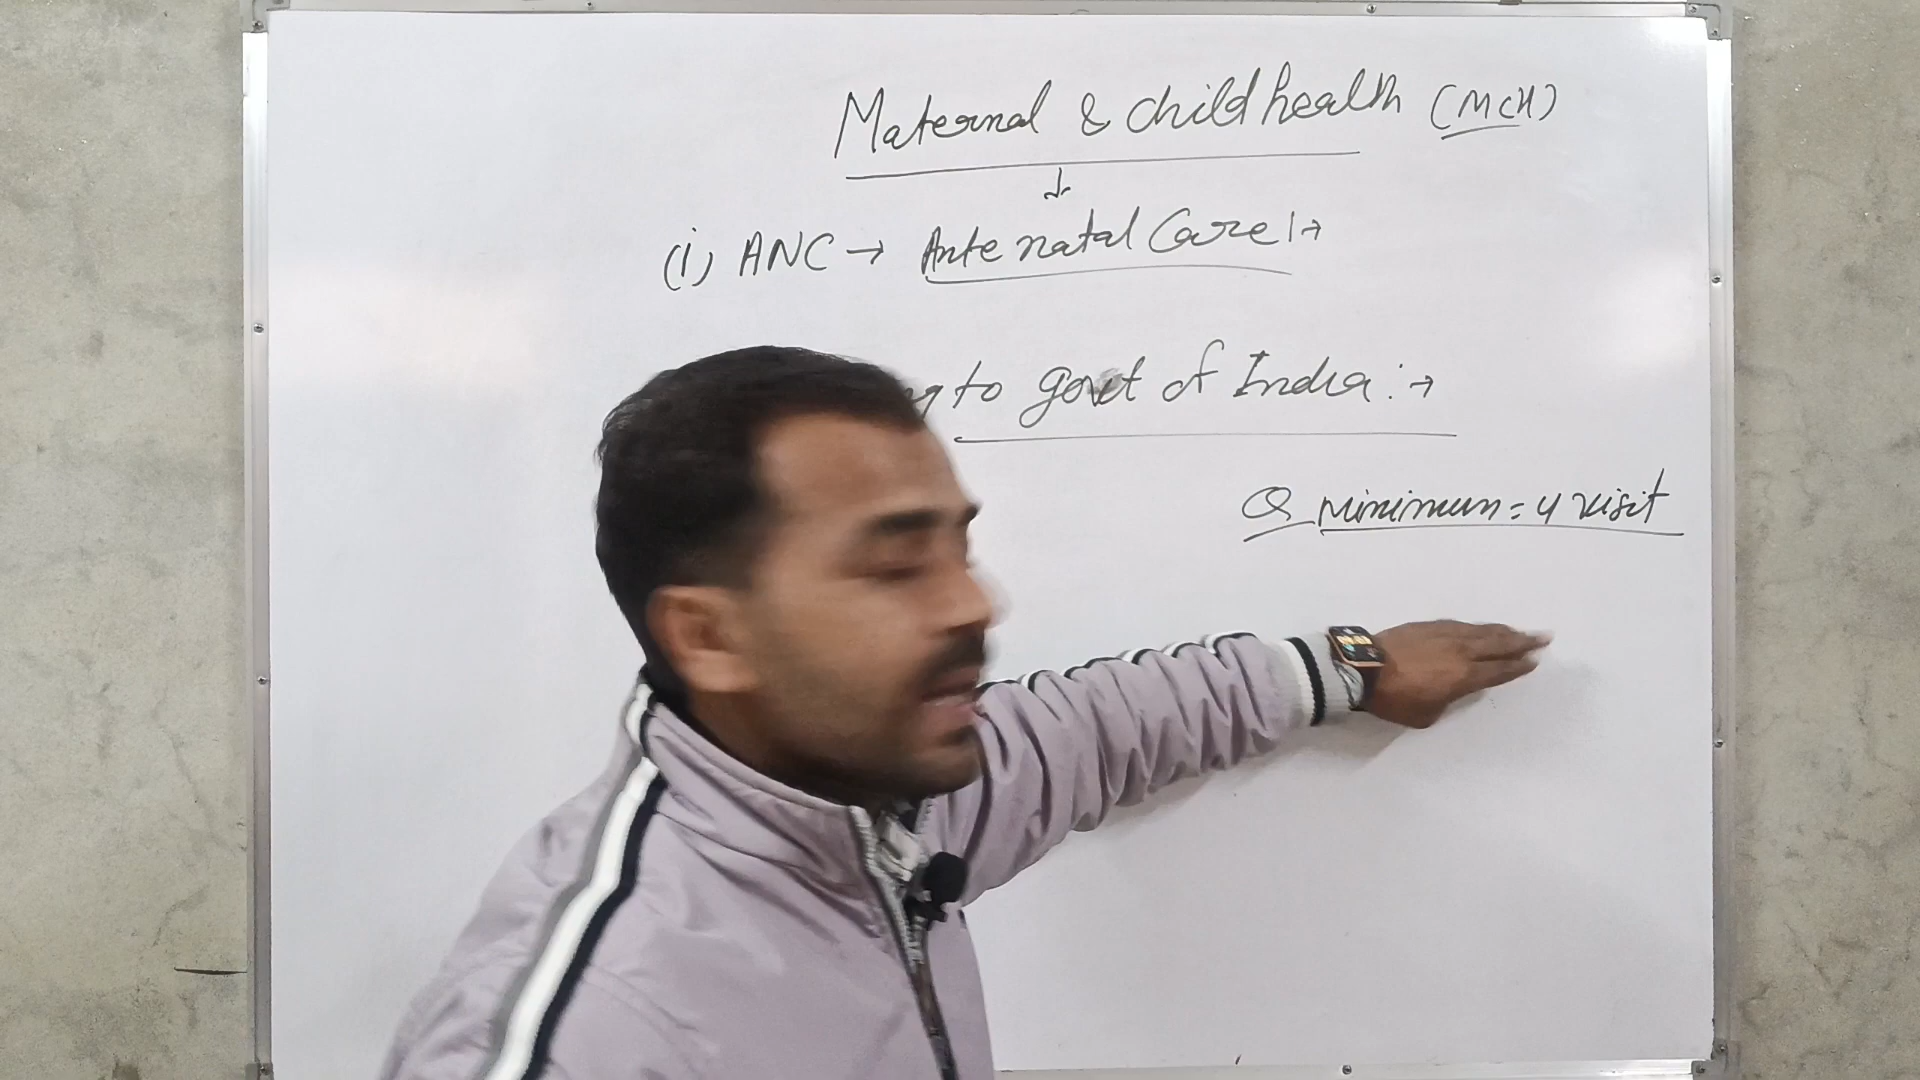 Maternal & child health (MCH)
(i) ANC → Ante natal Care :→
to govt of India :→
Q Minimum = 4 visit